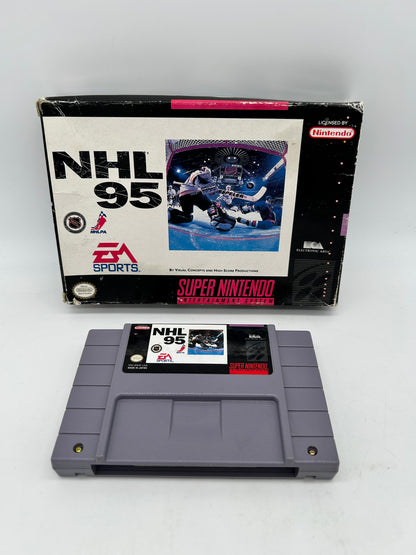 LICENSED BY
Nintendo
NHL
95
NHLPA
EA
SPORTS
ELECTRONIC ARTS
BY VISUAL CONCEPTS AND HIGH SCORE PRODUCTIONS
SUPER NINTENDO
ENTERTAINMENT SYSTEM
Nintendo
NHL
95
EA
SPORTS
MADE IN JAPAN
SUPER NINTENDO